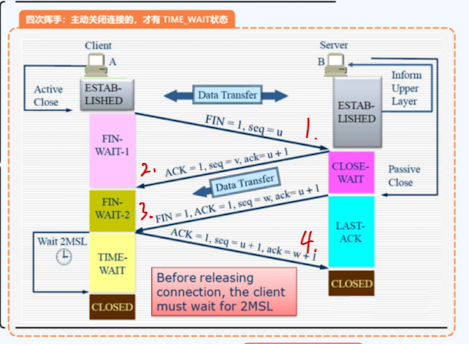 四次挥手：主动关闭连接的，才有 TIME_WAIT状态
Client
Server
A
B
Active
Close
ESTAB-
LISHED
Data Transfer
ESTAB-
LISHED
Inform
Upper
Layer
FIN = 1, seq = u
1.
FIN-
WAIT-1
2.
ACK = 1, seq = v, ack= u + 1
CLOSE-
WAIT
Passive
Close
Data Transfer
FIN-
WAIT-2
3.
FIN = 1, ACK = 1, seq = w, ack= u + 1
LAST-
ACK
ACK = 1, seq = u + 1, ack = w + 1
4.
Wait 2MSL
TIME-
WAIT
Before releasing
connection, the client
must wait for 2MSL
CLOSED
CLOSED